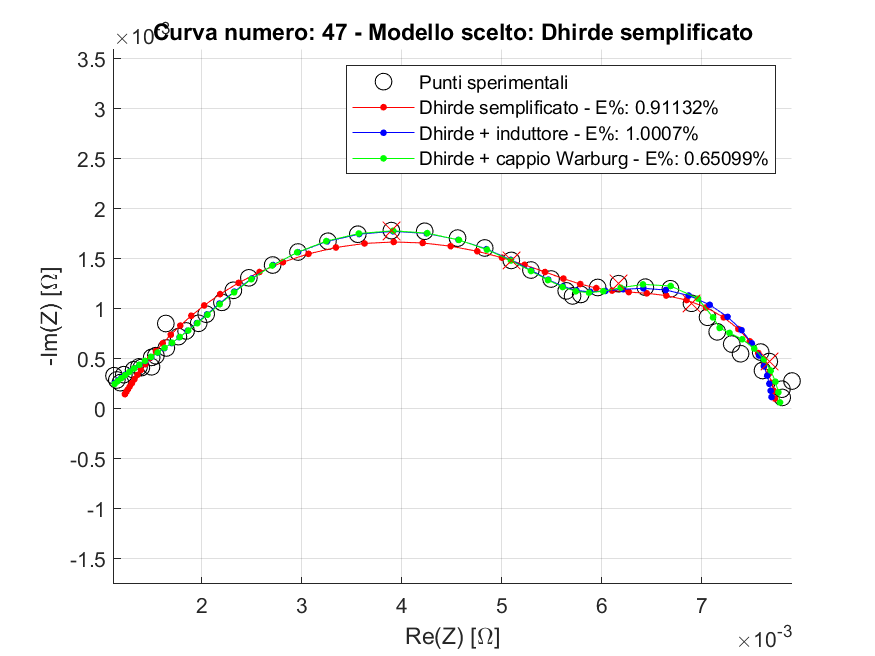 Curva numero: 47 - Modello scelto: Dhirde semplificato
×10-3
Punti sperimentali
Dhirde semplificato - E%: 0.91132%
Dhirde + induttore - E%: 1.0007%
Dhirde + cappio Warburg - E%: 0.65099%
3.5
3
2.5
2
1.5
1
0.5
0
-0.5
-1
-1.5
-Im(Z) [Ω]
2 3 4 5 6 7
Re(Z) [Ω]
×10-3